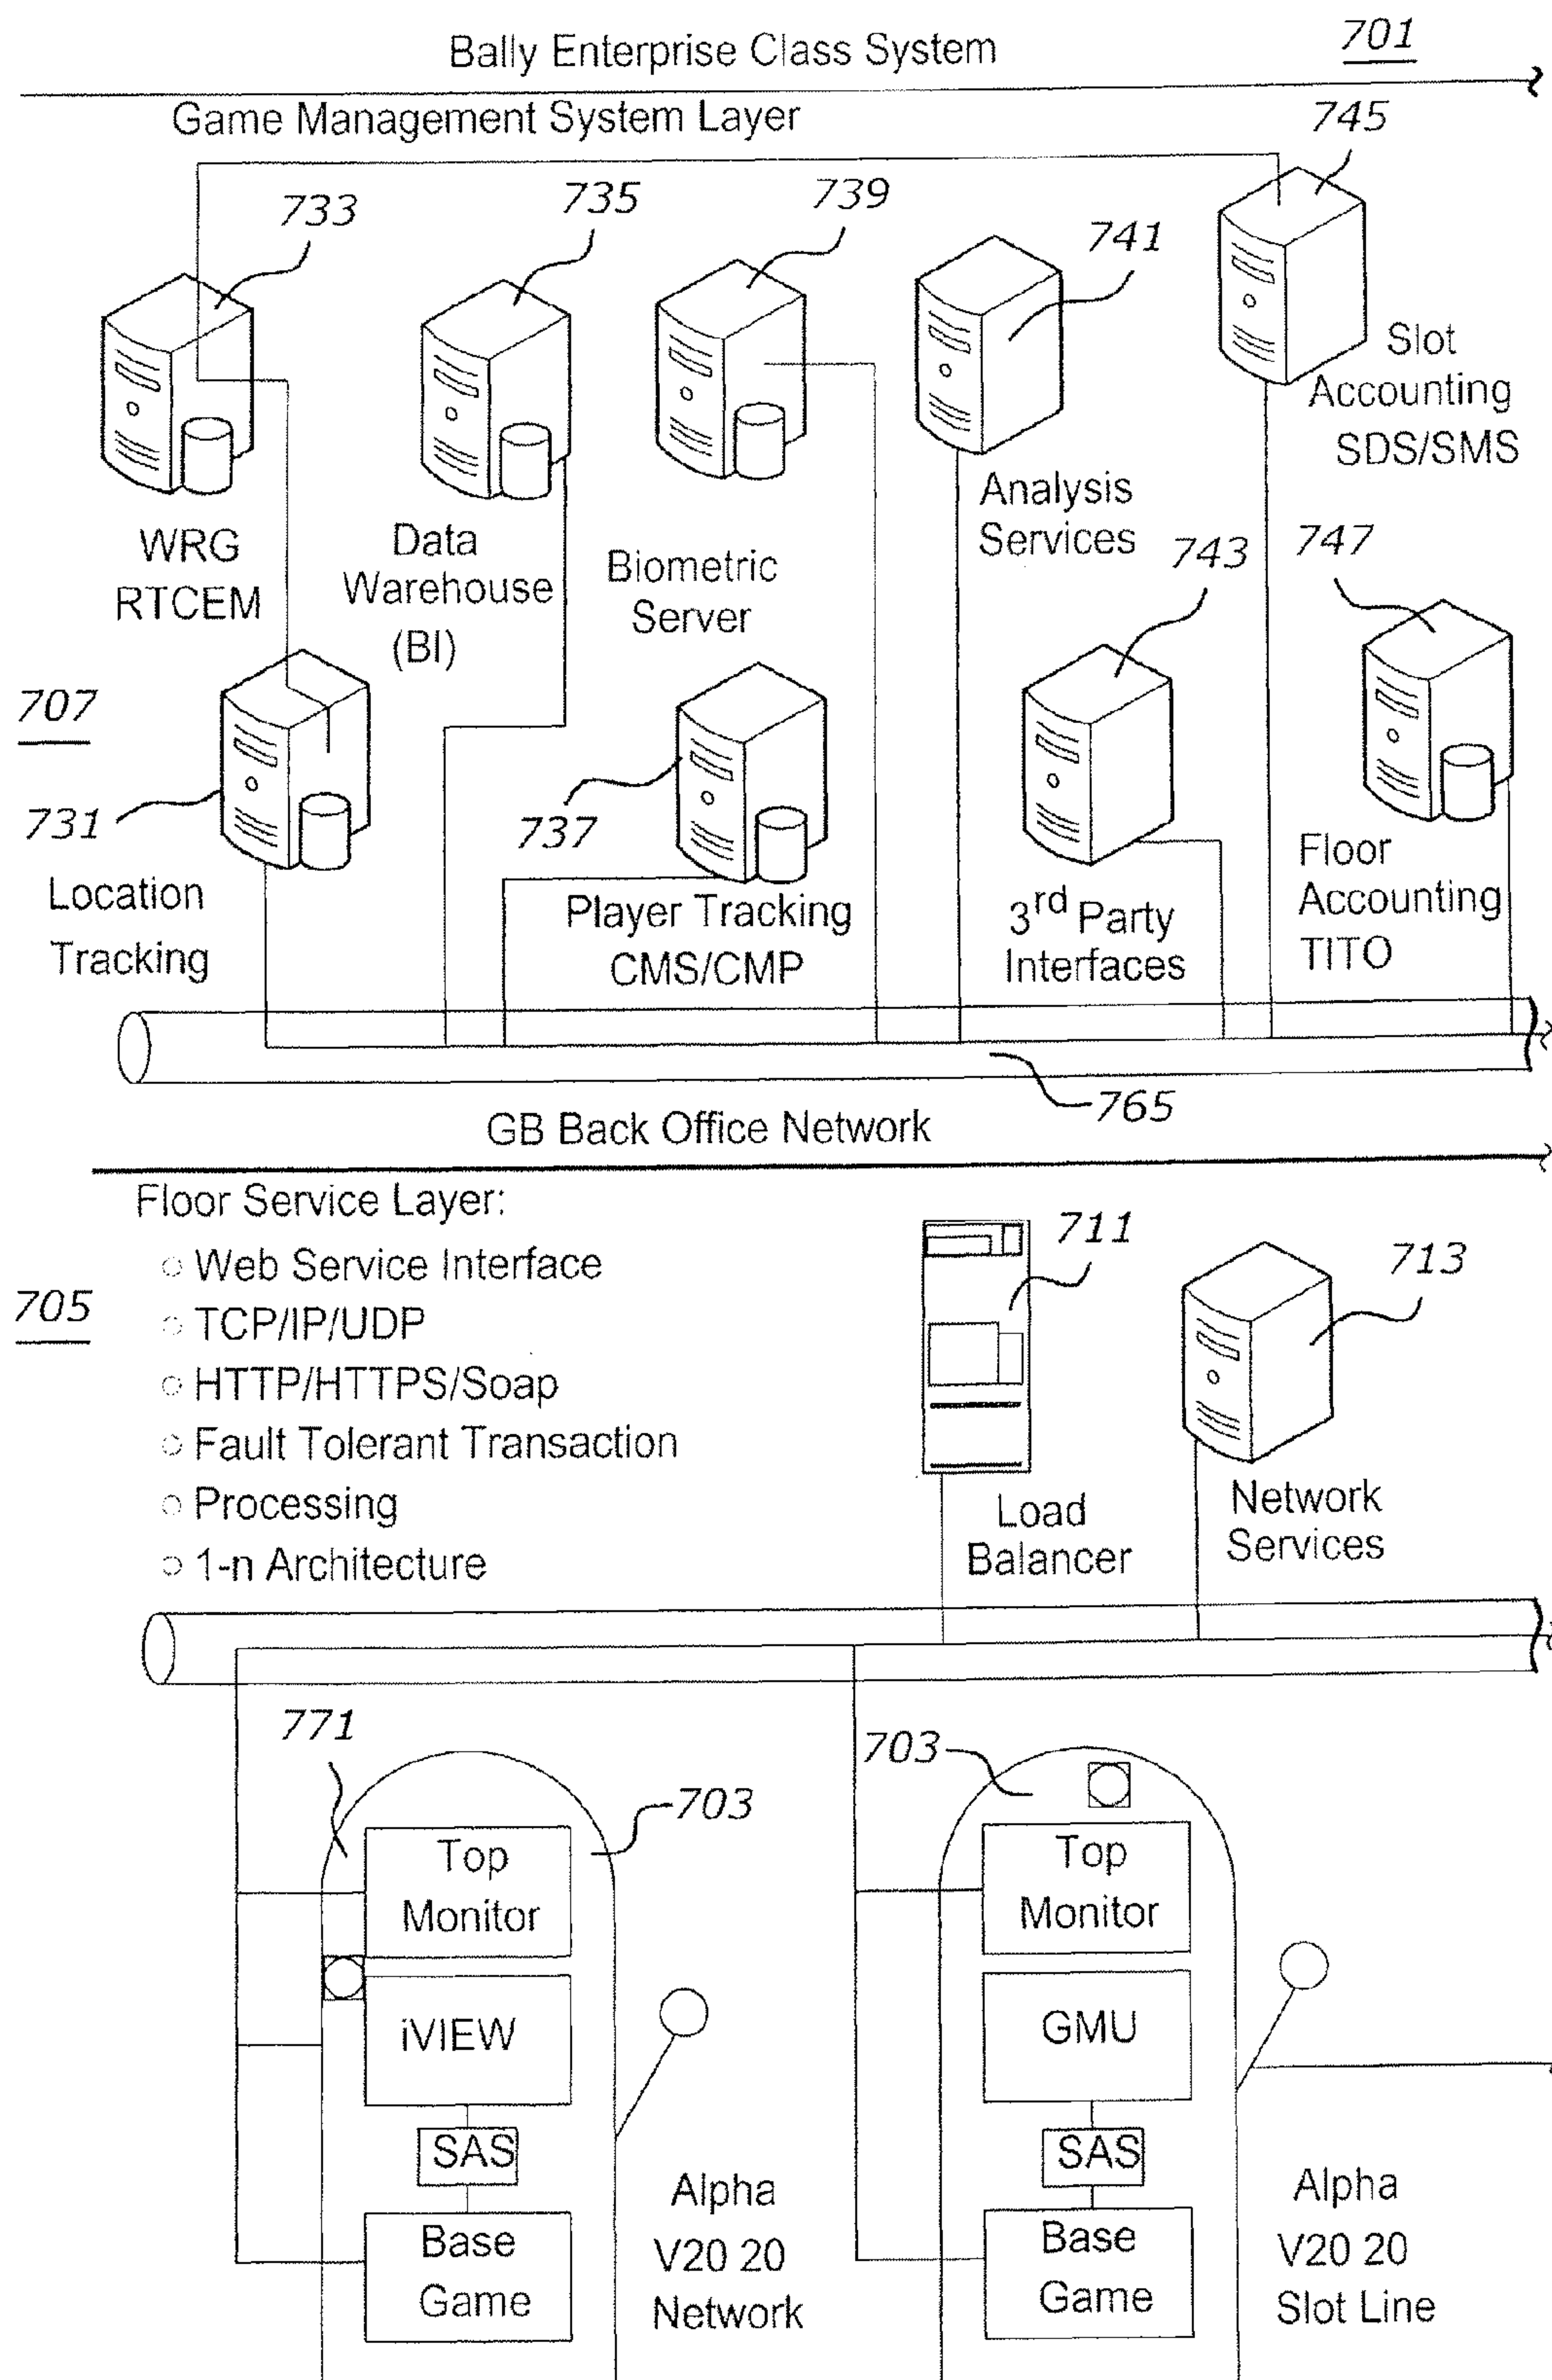 Bally Enterprise Class System
701
Game Management System Layer
745
733
735
739
741
Slot
Accounting
SDS/SMS
WRG
RTCEM
Data
Warehouse
(BI)
Biometric
Server
Analysis
Services
743
747
707
731
737
Location
Tracking
Player Tracking
CMS/CMP
3rd Party
Interfaces
Floor
Accounting
TITO
765
GB Back Office Network
Floor Service Layer:
705
○ Web Service Interface
○ TCP/IP/UDP
○ HTTP/HTTPS/Soap
○ Fault Tolerant Transaction
○ Processing
○ 1-n Architecture
711
713
Load
Balancer
Network
Services
771
703
703
Top
Monitor
iVIEW
SAS
Base
Game
Alpha
V20 20
Network
Top
Monitor
GMU
SAS
Base
Game
Alpha
V20 20
Slot Line